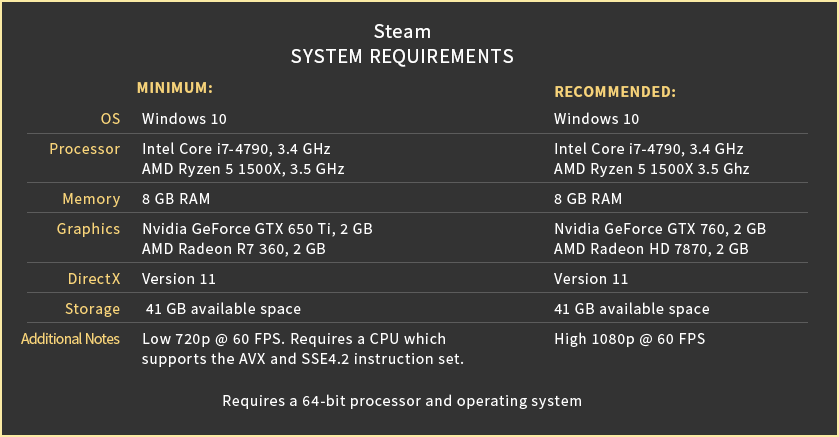 Steam
SYSTEM REQUIREMENTS
MINIMUM: RECOMMENDED:
OS Windows 10 Windows 10
Processor Intel Core i7-4790, 3.4 GHz Intel Core i7-4790, 3.4 GHz
AMD Ryzen 5 1500X, 3.5 GHz AMD Ryzen 5 1500X 3.5 Ghz
Memory 8 GB RAM 8 GB RAM
Graphics Nvidia GeForce GTX 650 Ti, 2 GB Nvidia GeForce GTX 760, 2 GB
AMD Radeon R7 360, 2 GB AMD Radeon HD 7870, 2 GB
DirectX Version 11 Version 11
Storage 41 GB available space 41 GB available space
Additional Notes Low 720p @ 60 FPS. Requires a CPU which High 1080p @ 60 FPS
supports the AVX and SSE4.2 instruction set.
Requires a 64-bit processor and operating system